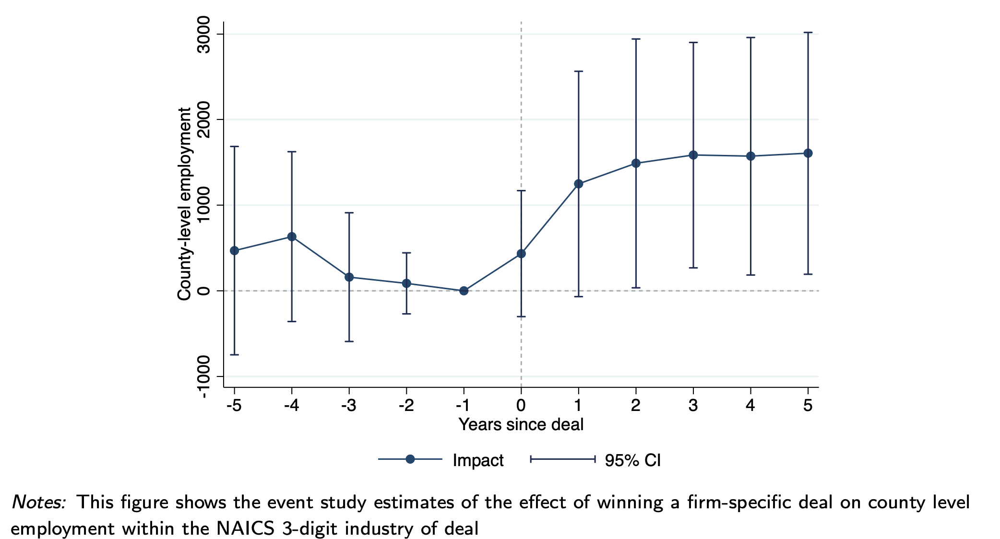 County-level employment
3000
2000
1000
0
-1000
-5 -4 -3 -2 -1 0 1 2 3 4 5
Years since deal
Impact 95% CI
Notes: This figure shows the event study estimates of the effect of winning a firm-specific deal on county level
employment within the NAICS 3-digit industry of deal